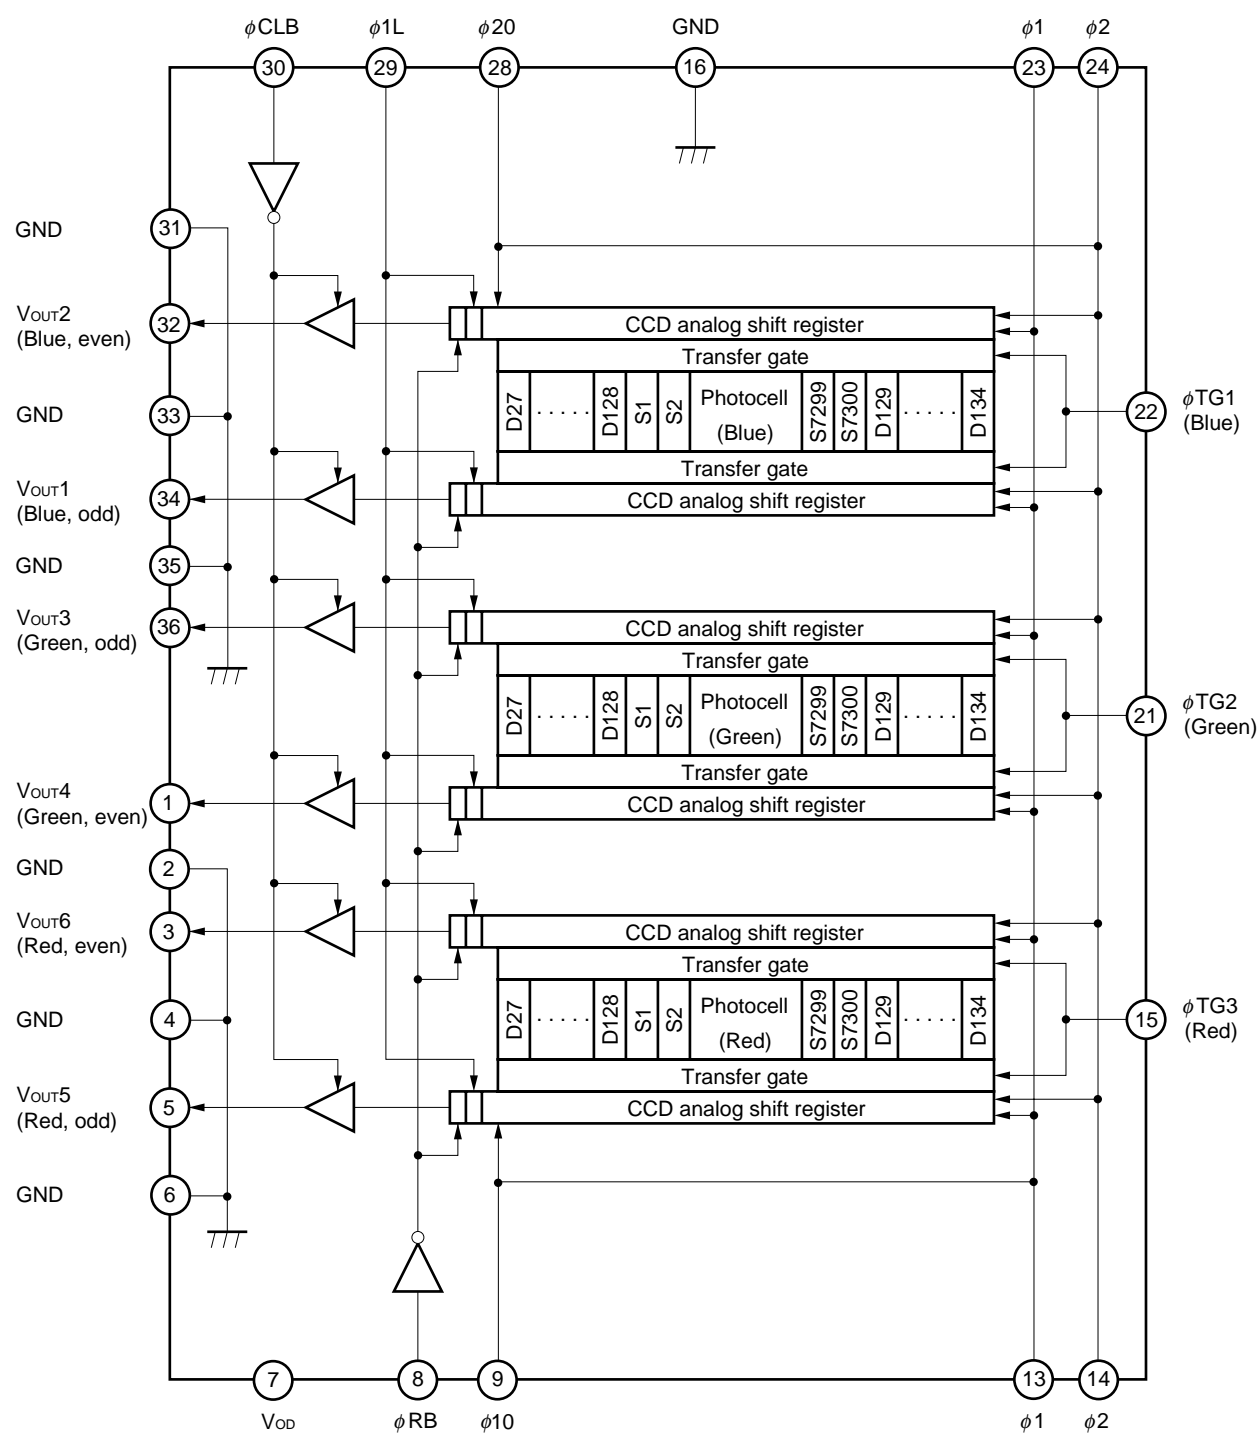 φCLB φ1L φ20 GND φ1 φ2
30 29 28 16 23 24
GND 31
VOUT2 32
(Blue, even)
CCD analog shift register
Transfer gate
D27 ..... D128 S1 S2 Photocell (Blue) S7299 S7300 D129 ..... D134
GND 33
22 φTG1
(Blue)
Transfer gate
VOUT1 34
(Blue, odd)
CCD analog shift register
GND 35
VOUT3 36
(Green, odd)
CCD analog shift register
Transfer gate
D27 ..... D128 S1 S2 Photocell (Green) S7299 S7300 D129 ..... D134
21 φTG2
(Green)
Transfer gate
VOUT4 1
(Green, even)
CCD analog shift register
GND 2
VOUT6 3
(Red, even)
CCD analog shift register
Transfer gate
D27 ..... D128 S1 S2 Photocell (Red) S7299 S7300 D129 ..... D134
GND 4
15 φTG3
(Red)
Transfer gate
VOUT5 5
(Red, odd)
CCD analog shift register
GND 6
7 8 9 13 14
VOD φRB φ10 φ1 φ2